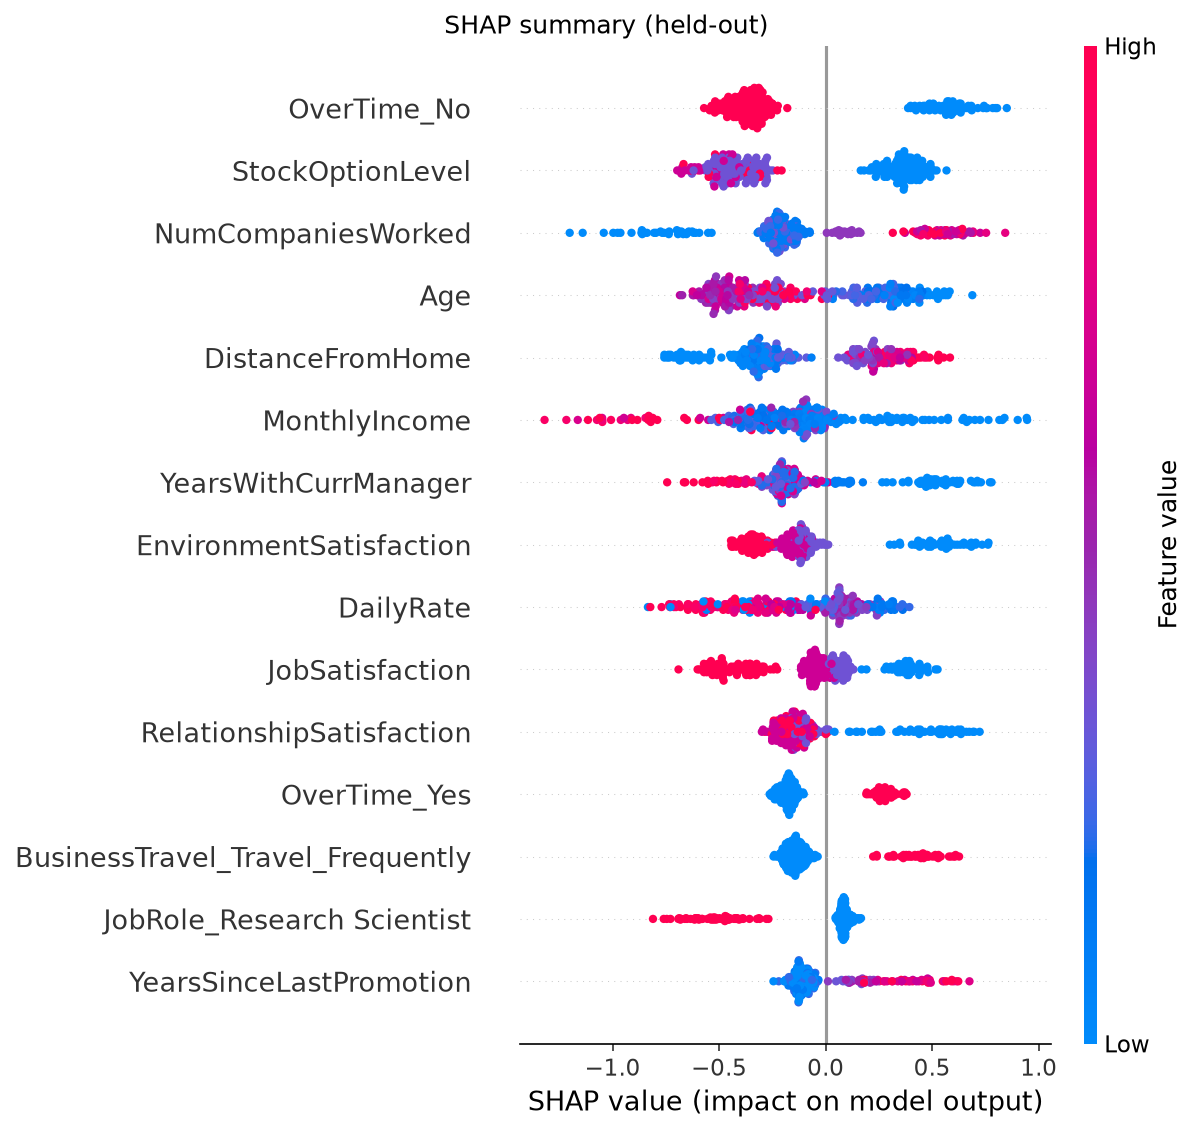 SHAP summary (held-out)
High
OverTime_No
StockOptionLevel
NumCompaniesWorked
Age
DistanceFromHome
MonthlyIncome
YearsWithCurrManager
EnvironmentSatisfaction
DailyRate
JobSatisfaction
RelationshipSatisfaction
OverTime_Yes
BusinessTravel_Travel_Frequently
JobRole_Research Scientist
YearsSinceLastPromotion
Feature value
Low
−1.0 −0.5 0.0 0.5 1.0
SHAP value (impact on model output)